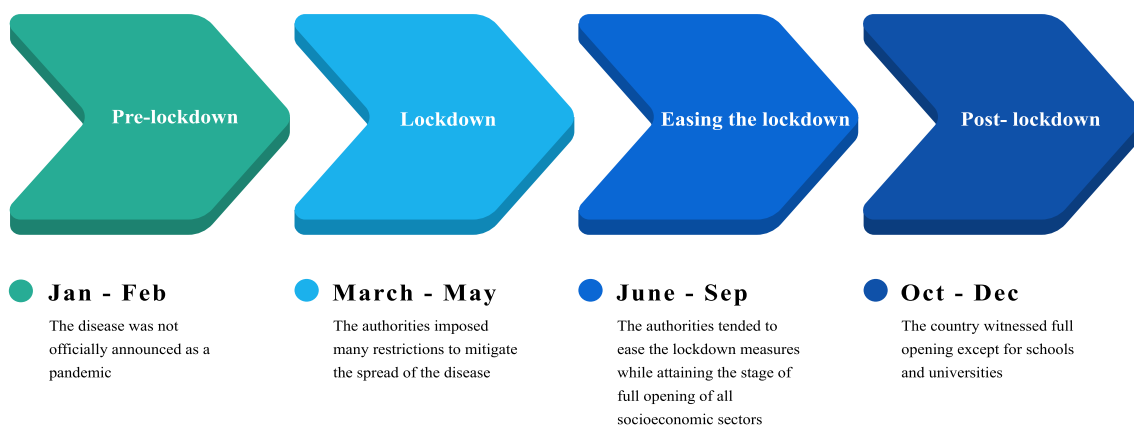 Pre-lockdown
Lockdown
Easing the lockdown
Post- lockdown
Jan - Feb
The disease was not
officially announced as a
pandemic
March - May
The authorities imposed
many restrictions to mitigate
the spread of the disease
June - Sep
The authorities tended to
ease the lockdown measures
while attaining the stage of
full opening of all
socioeconomic sectors
Oct - Dec
The country witnessed full
opening except for schools
and universities